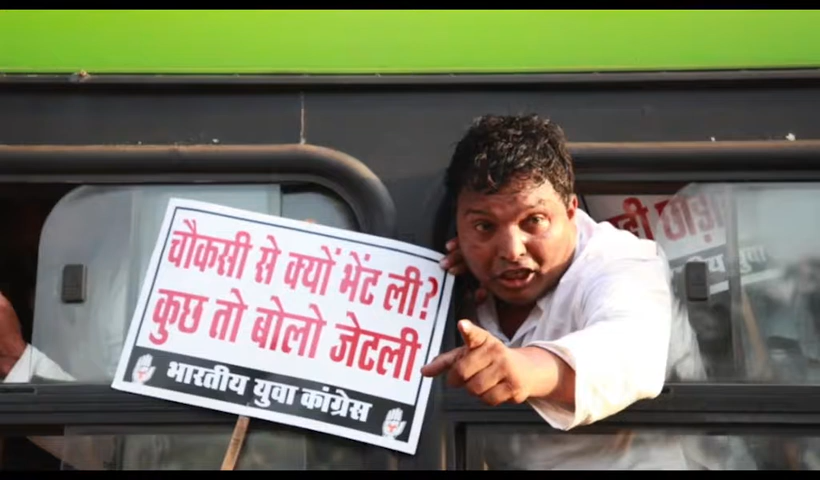 चौकसी से क्यों भेंट ली?
कुछ तो बोलो जेटली
भारतीय युवा कांग्रेस
युवा